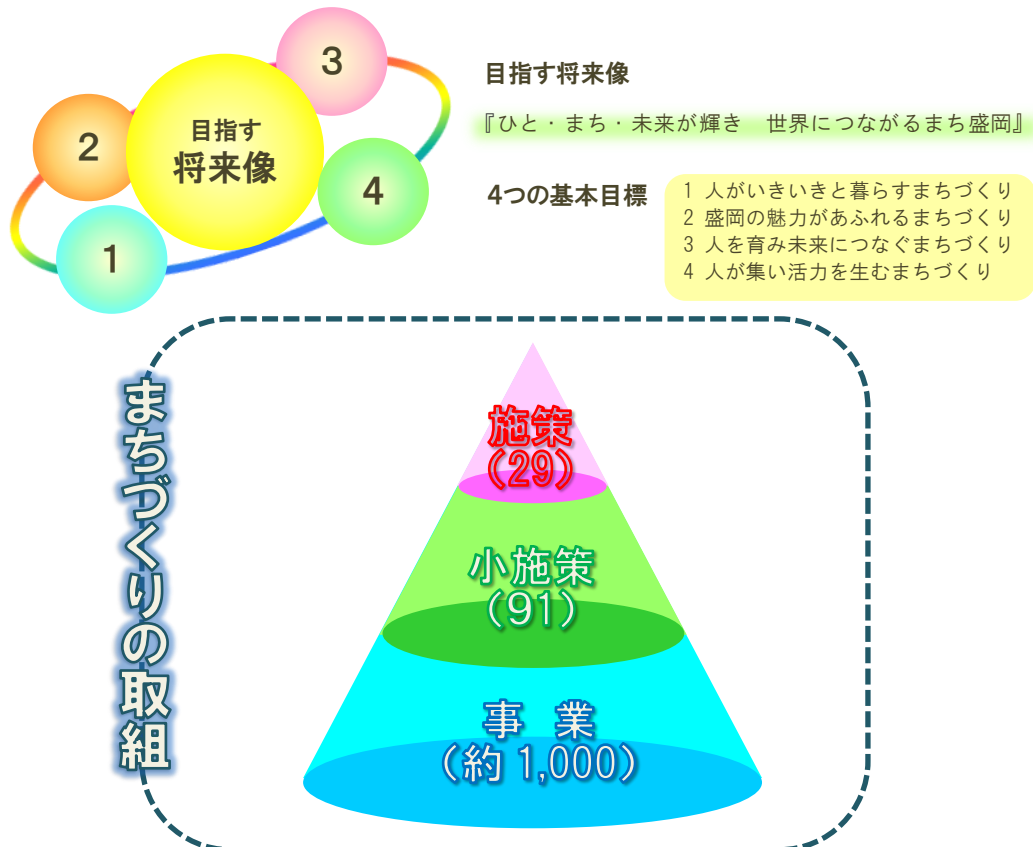 3
2
目指す
将来像
4
1
目指す将来像
『ひと・まち・未来が輝き　世界につながるまち盛岡』
4つの基本目標
1 人がいきいきと暮らすまちづくり
2 盛岡の魅力があふれるまちづくり
3 人を育み未来につなぐまちづくり
4 人が集い活力を生むまちづくり
まちづくりの取組
施策
（29）
小施策
（91）
事　業
（約 1,000）